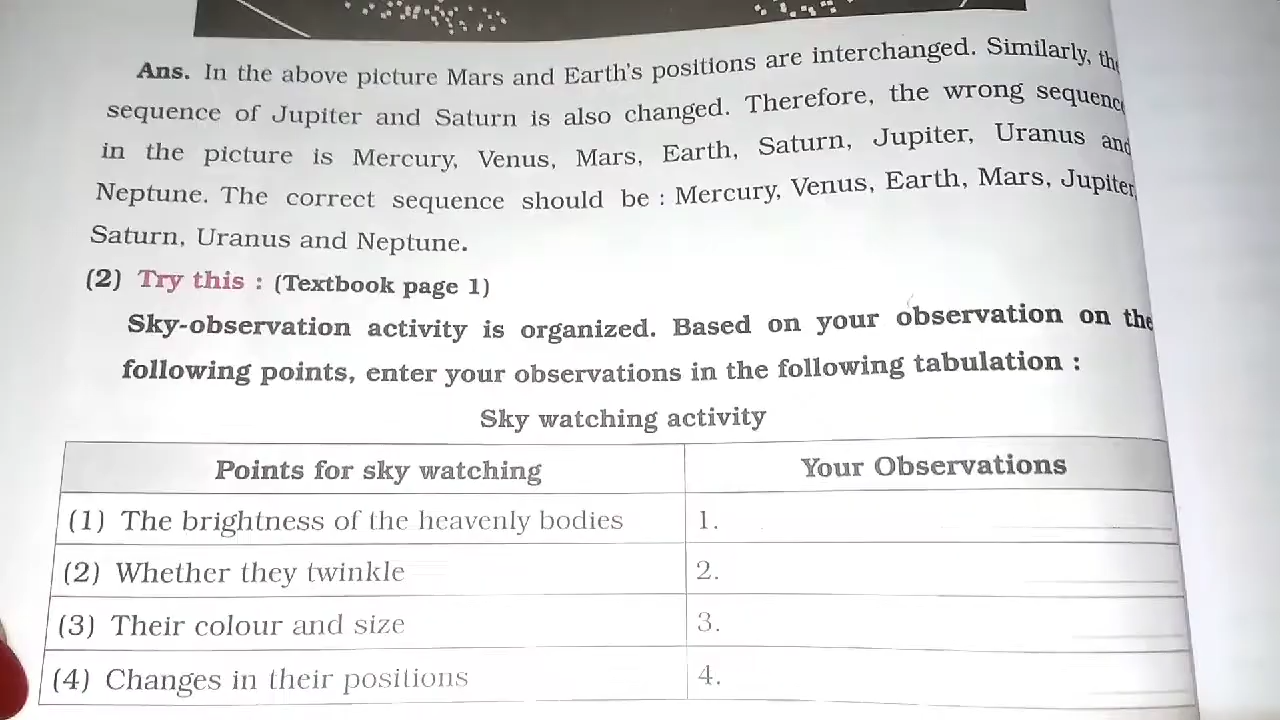 Ans. In the above picture Mars and Earth's positions are interchanged. Similarly, the
sequence of Jupiter and Saturn is also changed. Therefore, the wrong sequence
in the picture is Mercury, Venus, Mars, Earth, Saturn, Jupiter, Uranus and
Neptune. The correct sequence should be : Mercury, Venus, Earth, Mars, Jupiter,
Saturn, Uranus and Neptune.
(2) Try this : (Textbook page 1)
Sky-observation activity is organized. Based on your observation on the
following points, enter your observations in the following tabulation :
Sky watching activity
Points for sky watching
Your Observations
(1) The brightness of the heavenly bodies
1.
(2) Whether they twinkle
2.
(3) Their colour and size
3.
(4) Changes in their positions
4.